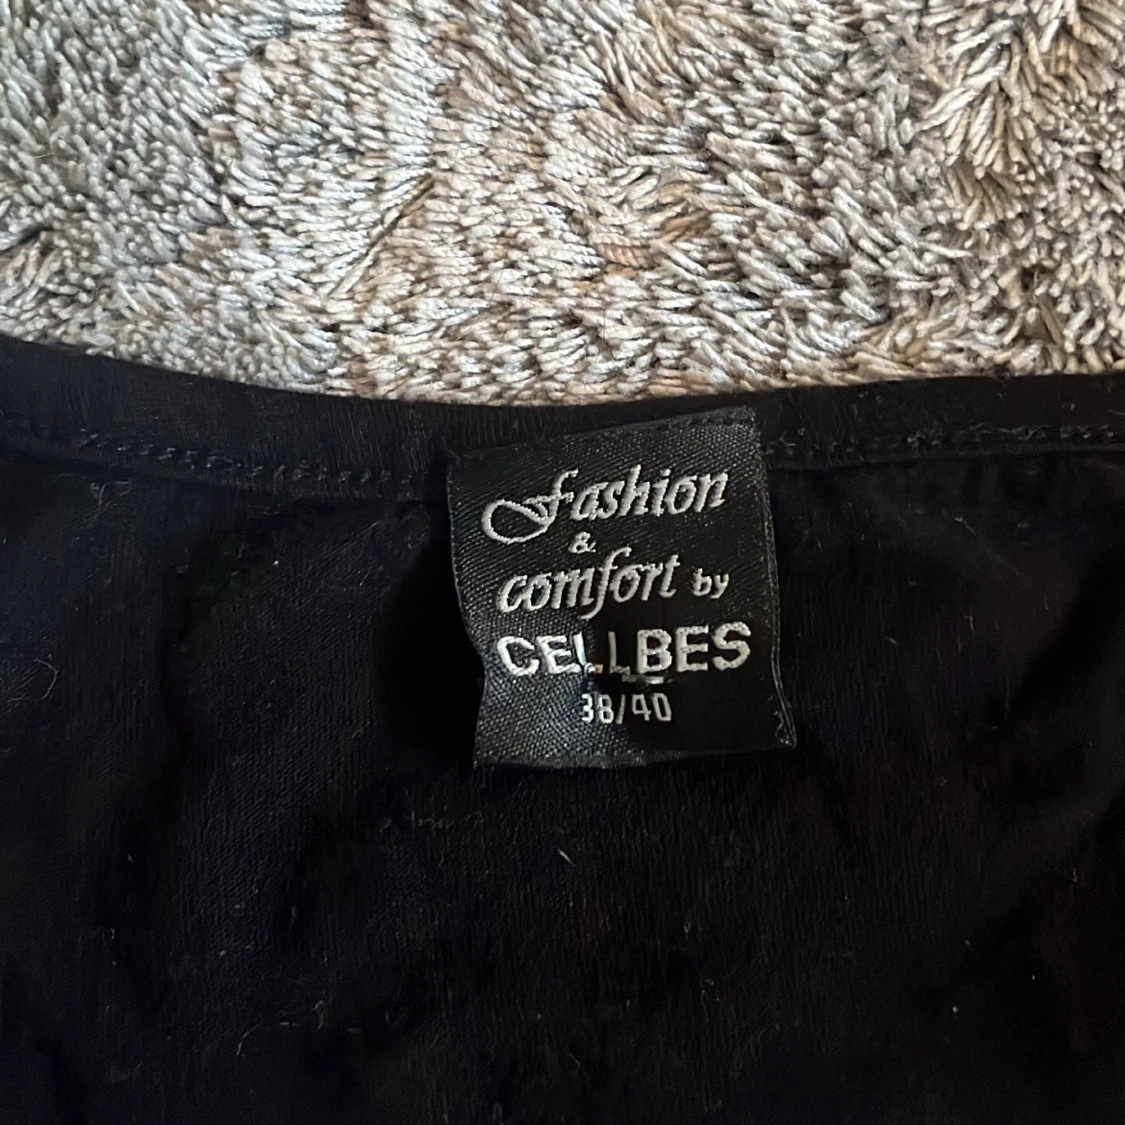 Fashion
&
comfort by
CELLBES
38/40